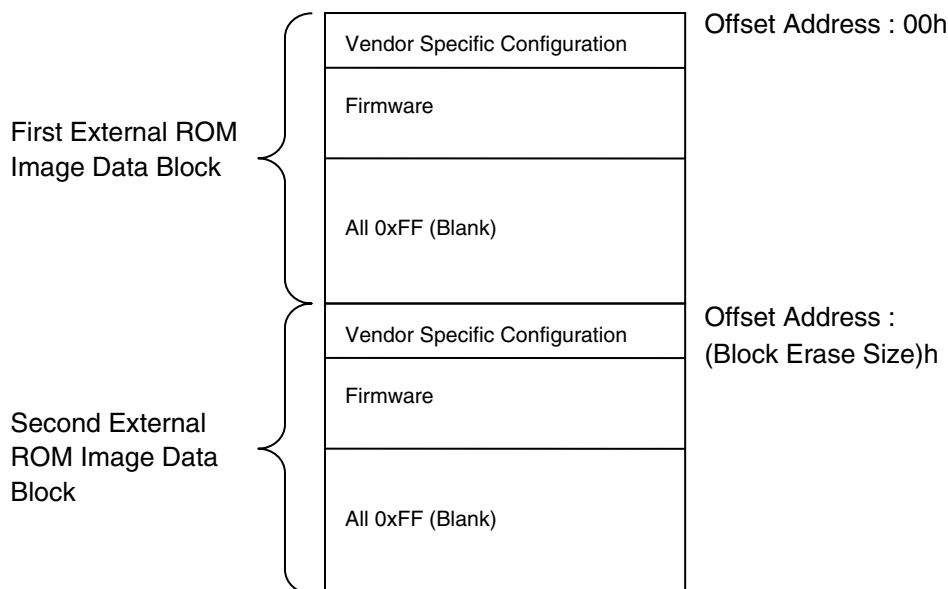 Vendor Specific Configuration
Offset Address : 00h
Firmware
First External ROM
Image Data Block
All 0xFF (Blank)
Vendor Specific Configuration
Offset Address :
(Block Erase Size)h
Firmware
Second External
ROM Image Data
Block
All 0xFF (Blank)